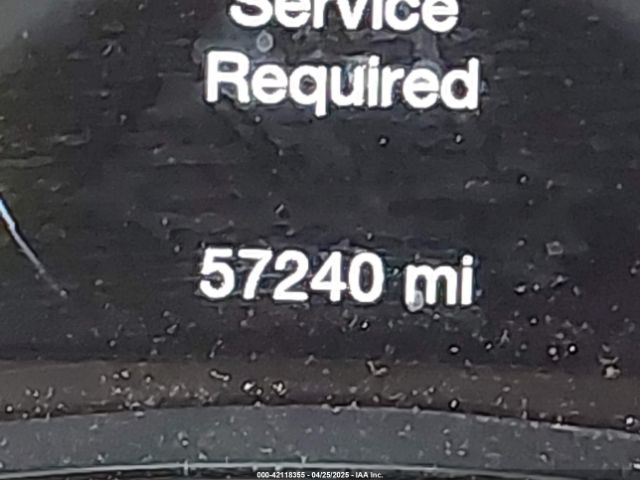 Service
Required
57240 mi
000-42118355 - 04/25/2025 - IAA Inc.